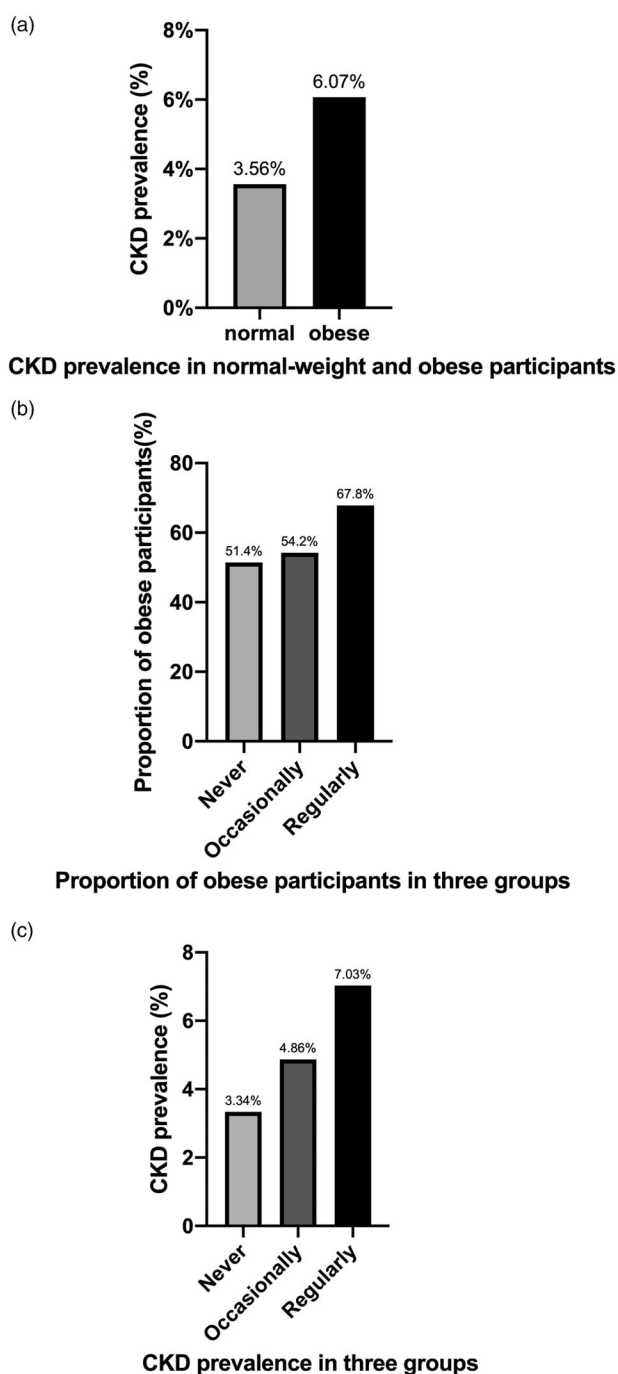 (a)
CKD prevalence (%)
8%
6%
4%
2%
0%
3.56%
6.07%
normal obese
CKD prevalence in normal-weight and obese participants
(b)
Proportion of obese participants(%)
80
60
40
20
0
51.4%
54.2%
67.8%
Never
Occasionally
Regularly
Proportion of obese participants in three groups
(c)
CKD prevalence (%)
8
6
4
2
0
3.34%
4.86%
7.03%
Never
Occasionally
Regularly
CKD prevalence in three groups